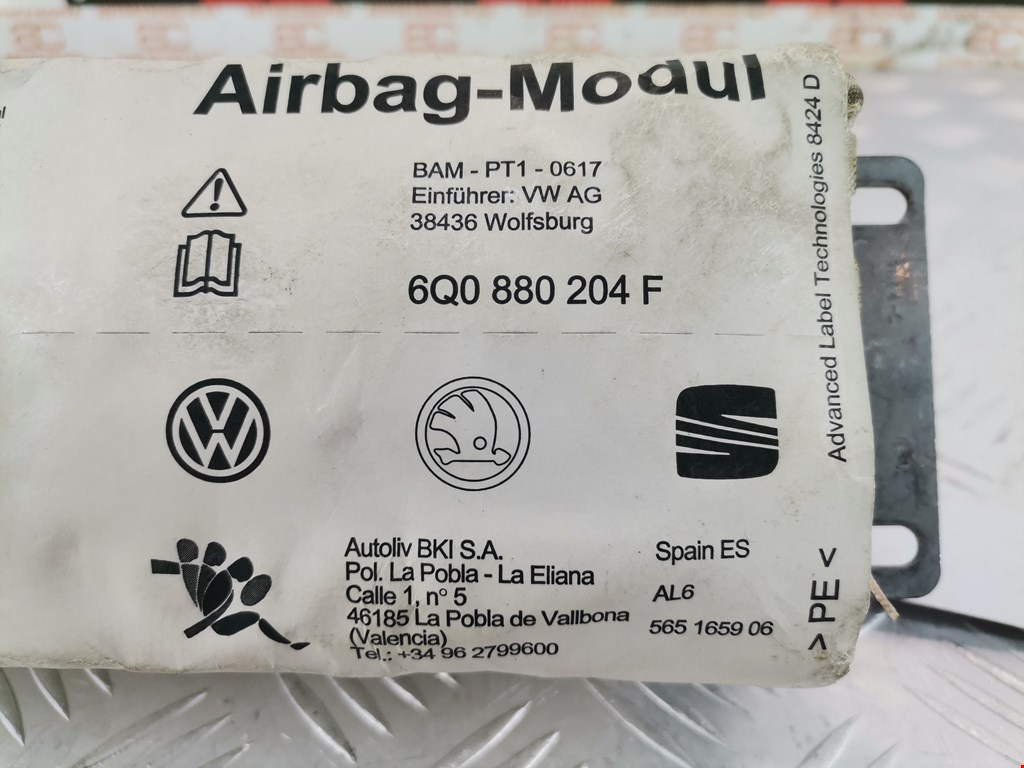 Airbag-Modul
BAM - PT1 - 0617
Einführer: VW AG
38436 Wolfsburg
6Q0 880 204 F
Autoliv BKI S.A.
Pol. La Pobla - La Eliana
Calle 1, nº 5
46185 La Pobla de Vallbona
(Valencia)
Tel.: +34 96 2799600
Spain ES
AL6
565 1659 06
> PE <
Advanced Label Technologies 8424 D